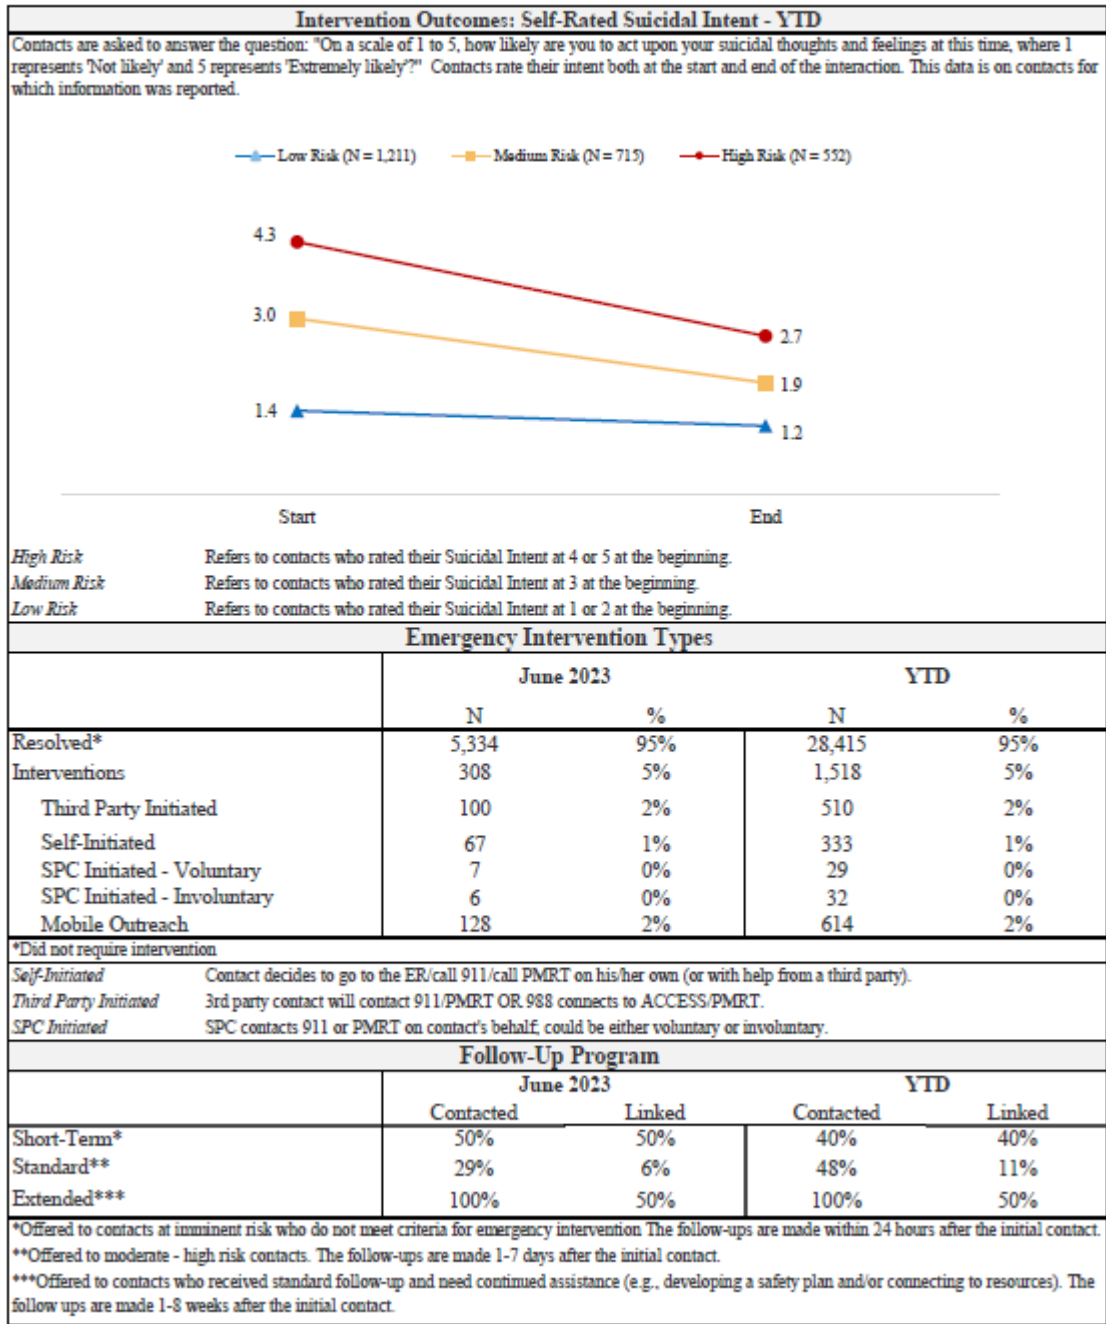 Intervention Outcomes: Self-Rated Suicidal Intent - YTD
Contacts are asked to answer the question: "On a scale of 1 to 5, how likely are you to act upon your suicidal thoughts and feelings at this time, where 1
represents 'Not likely' and 5 represents 'Extremely likely'?" Contacts rate their intent both at the start and end of the interaction. This data is on contacts for
which information was reported.
Low Risk (N = 1,211) Medium Risk (N = 715) High Risk (N = 552)
4.3
3.0
2.7
1.9
1.4
1.2
Start End
High Risk Refers to contacts who rated their Suicidal Intent at 4 or 5 at the beginning.
Medium Risk Refers to contacts who rated their Suicidal Intent at 3 at the beginning.
Low Risk Refers to contacts who rated their Suicidal Intent at 1 or 2 at the beginning.
Emergency Intervention Types
June 2023 YTD
N % N %
Resolved* 5,334 95% 28,415 95%
Interventions 308 5% 1,518 5%
Third Party Initiated 100 2% 510 2%
Self-Initiated 67 1% 333 1%
SPC Initiated - Voluntary 7 0% 29 0%
SPC Initiated - Involuntary 6 0% 32 0%
Mobile Outreach 128 2% 614 2%
*Did not require intervention
Self-Initiated Contact decides to go to the ER/call 911/call PMRT on his/her own (or with help from a third party).
Third Party Initiated 3rd party contact will contact 911/PMRT OR 988 connects to ACCESS/PMRT.
SPC Initiated SPC contacts 911 or PMRT on contact's behalf; could be either voluntary or involuntary.
Follow-Up Program
June 2023 YTD
Contacted Linked Contacted Linked
Short-Term* 50% 50% 40% 40%
Standard** 29% 6% 48% 11%
Extended*** 100% 50% 100% 50%
*Offered to contacts at imminent risk who do not meet criteria for emergency intervention The follow-ups are made within 24 hours after the initial contact.
**Offered to moderate - high risk contacts. The follow-ups are made 1-7 days after the initial contact.
***Offered to contacts who received standard follow-up and need continued assistance (e.g., developing a safety plan and/or connecting to resources). The
follow ups are made 1-8 weeks after the initial contact.